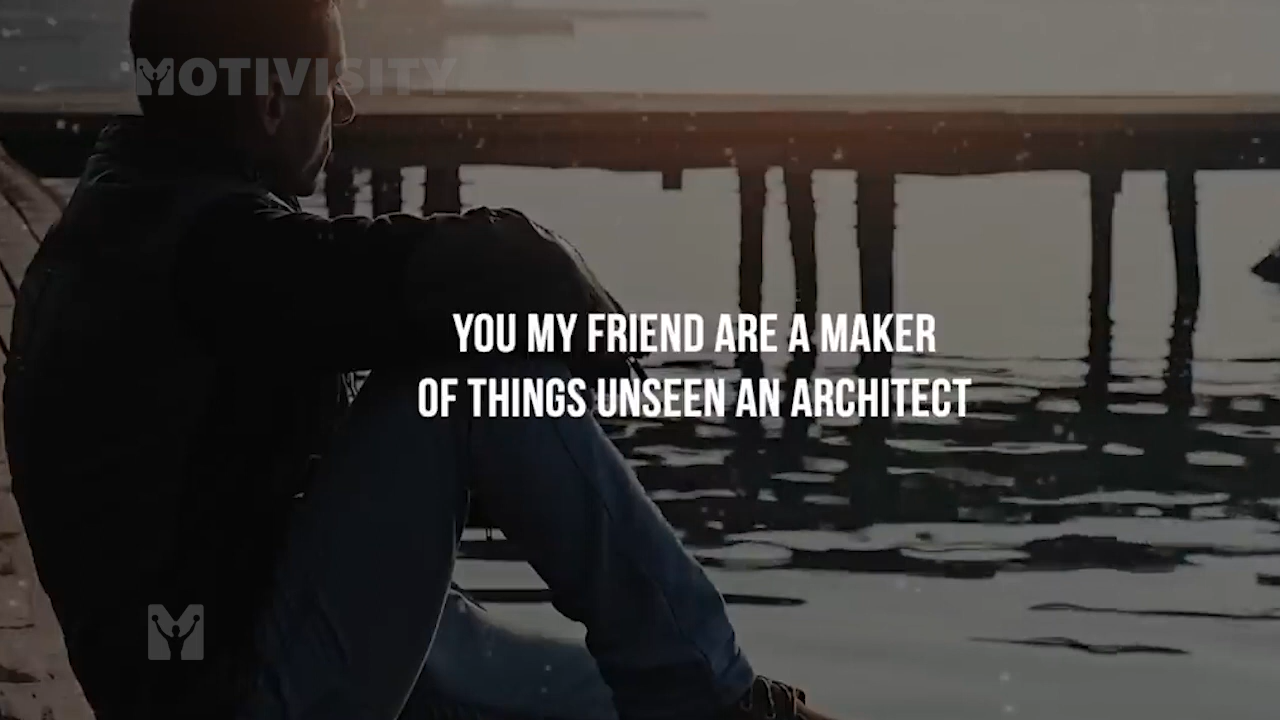 MOTIVISITY
YOU MY FRIEND ARE A MAKER
OF THINGS UNSEEN AN ARCHITECT